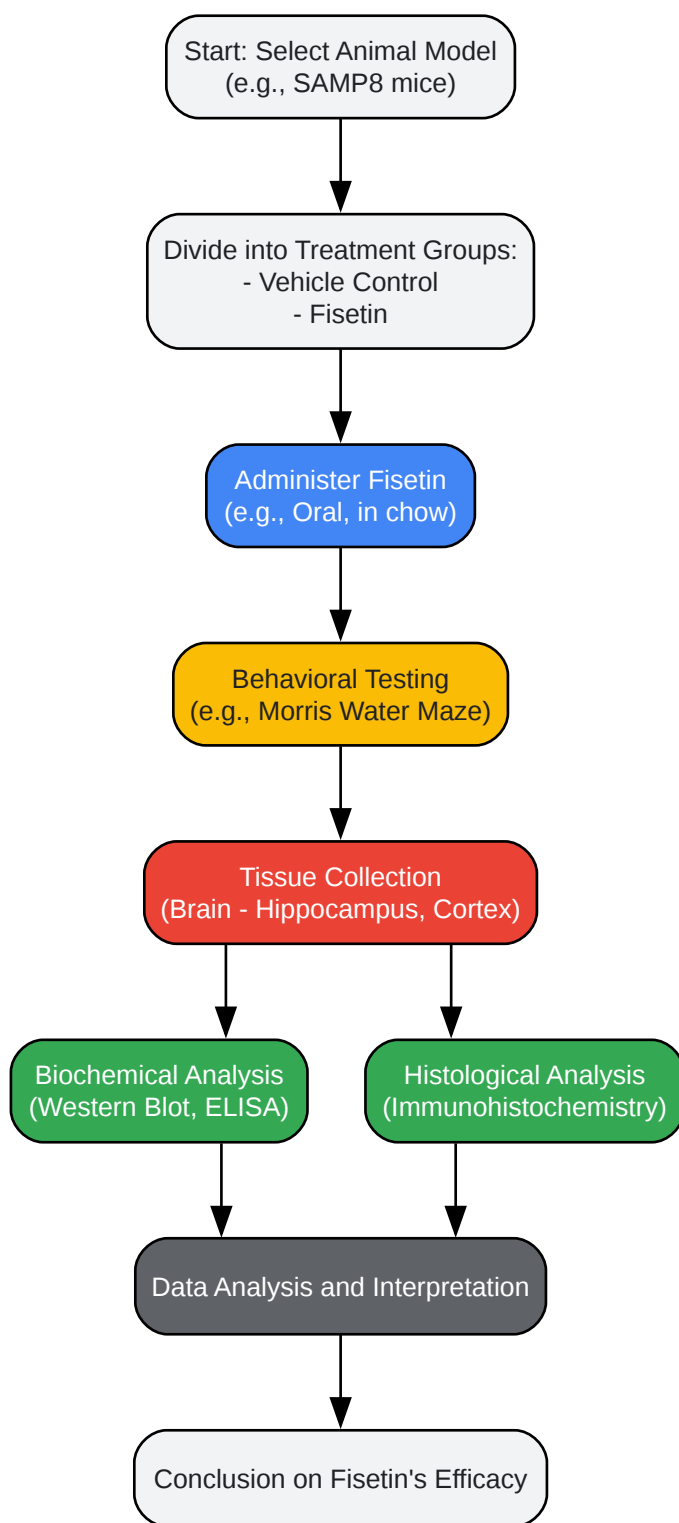 Start: Select Animal Model
(e.g., SAMP8 mice)
Divide into Treatment Groups:
- Vehicle Control
- Fisetin
Administer Fisetin
(e.g., Oral, in chow)
Behavioral Testing
(e.g., Morris Water Maze)
Tissue Collection
(Brain - Hippocampus, Cortex)
Biochemical Analysis
(Western Blot, ELISA)
Histological Analysis
(Immunohistochemistry)
Data Analysis and Interpretation
Conclusion on Fisetin's Efficacy